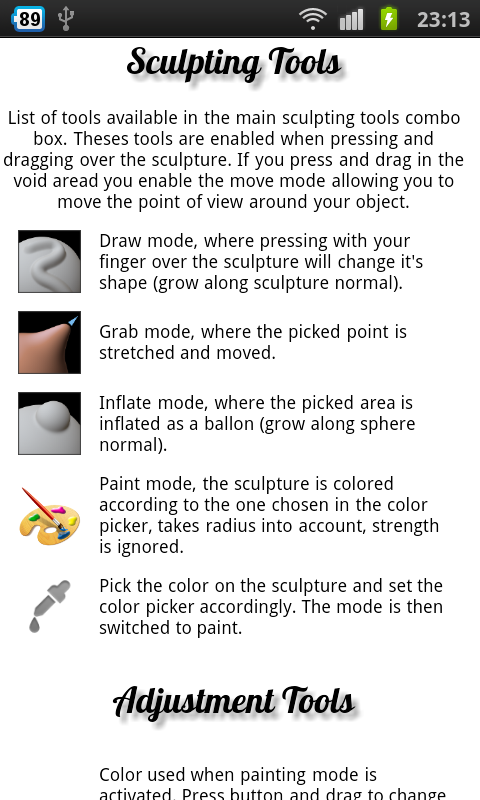 89
23:13
Sculpting Tools
List of tools available in the main sculpting tools combo
box. Theses tools are enabled when pressing and
dragging over the sculpture. If you press and drag in the
void aread you enable the move mode allowing you to
move the point of view around your object.
Draw mode, where pressing with your
finger over the sculpture will change it's
shape (grow along sculpture normal).
Grab mode, where the picked point is
stretched and moved.
Inflate mode, where the picked area is
inflated as a ballon (grow along sphere
normal).
Paint mode, the sculpture is colored
according to the one chosen in the color
picker, takes radius into account, strength
is ignored.
Pick the color on the sculpture and set the
color picker accordingly. The mode is then
switched to paint.
Adjustment Tools
Color used when painting mode is
activated. Press button and drag to change